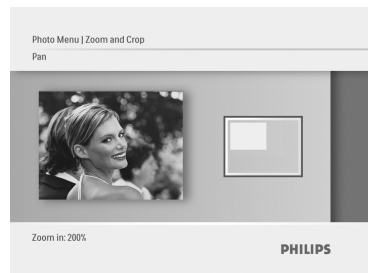 Photo Menu | Zoom and Crop
Pan
Zoom in: 200%
PHILIPS